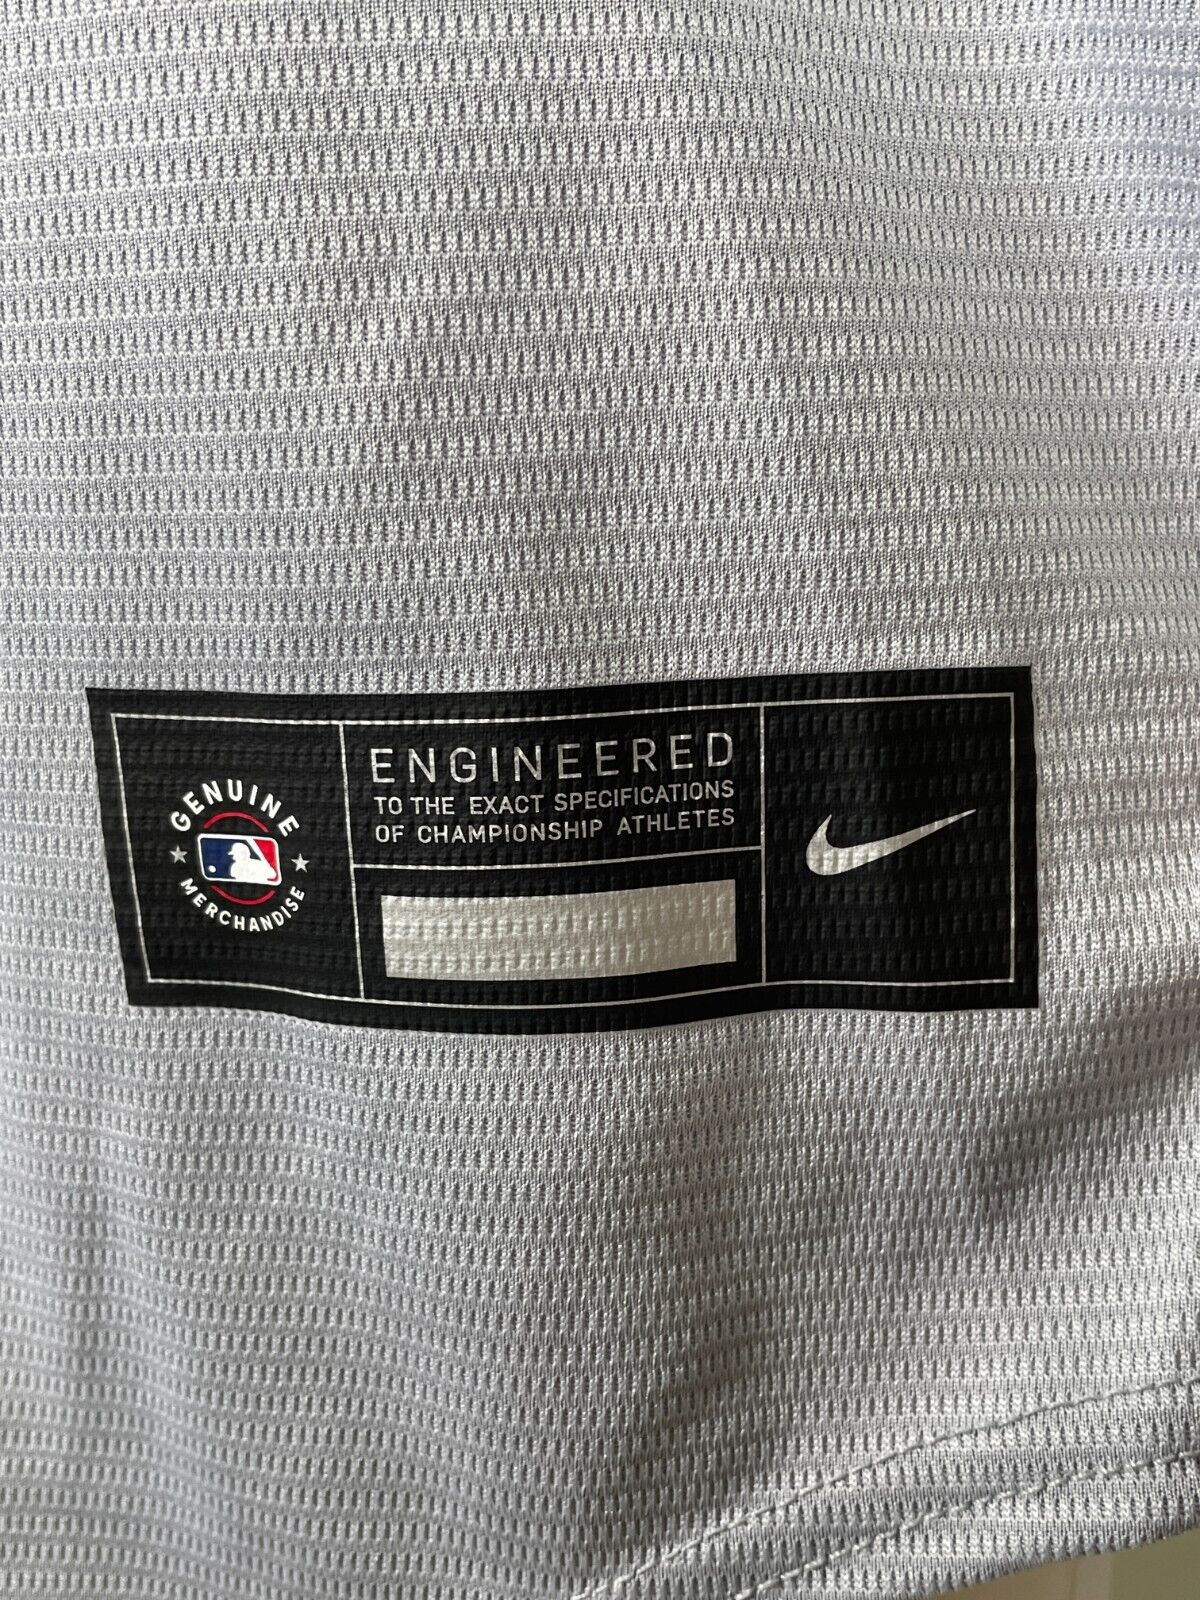 GENUINE
MERCHANDISE
ENGINEERED
TO THE EXACT SPECIFICATIONS
OF CHAMPIONSHIP ATHLETES